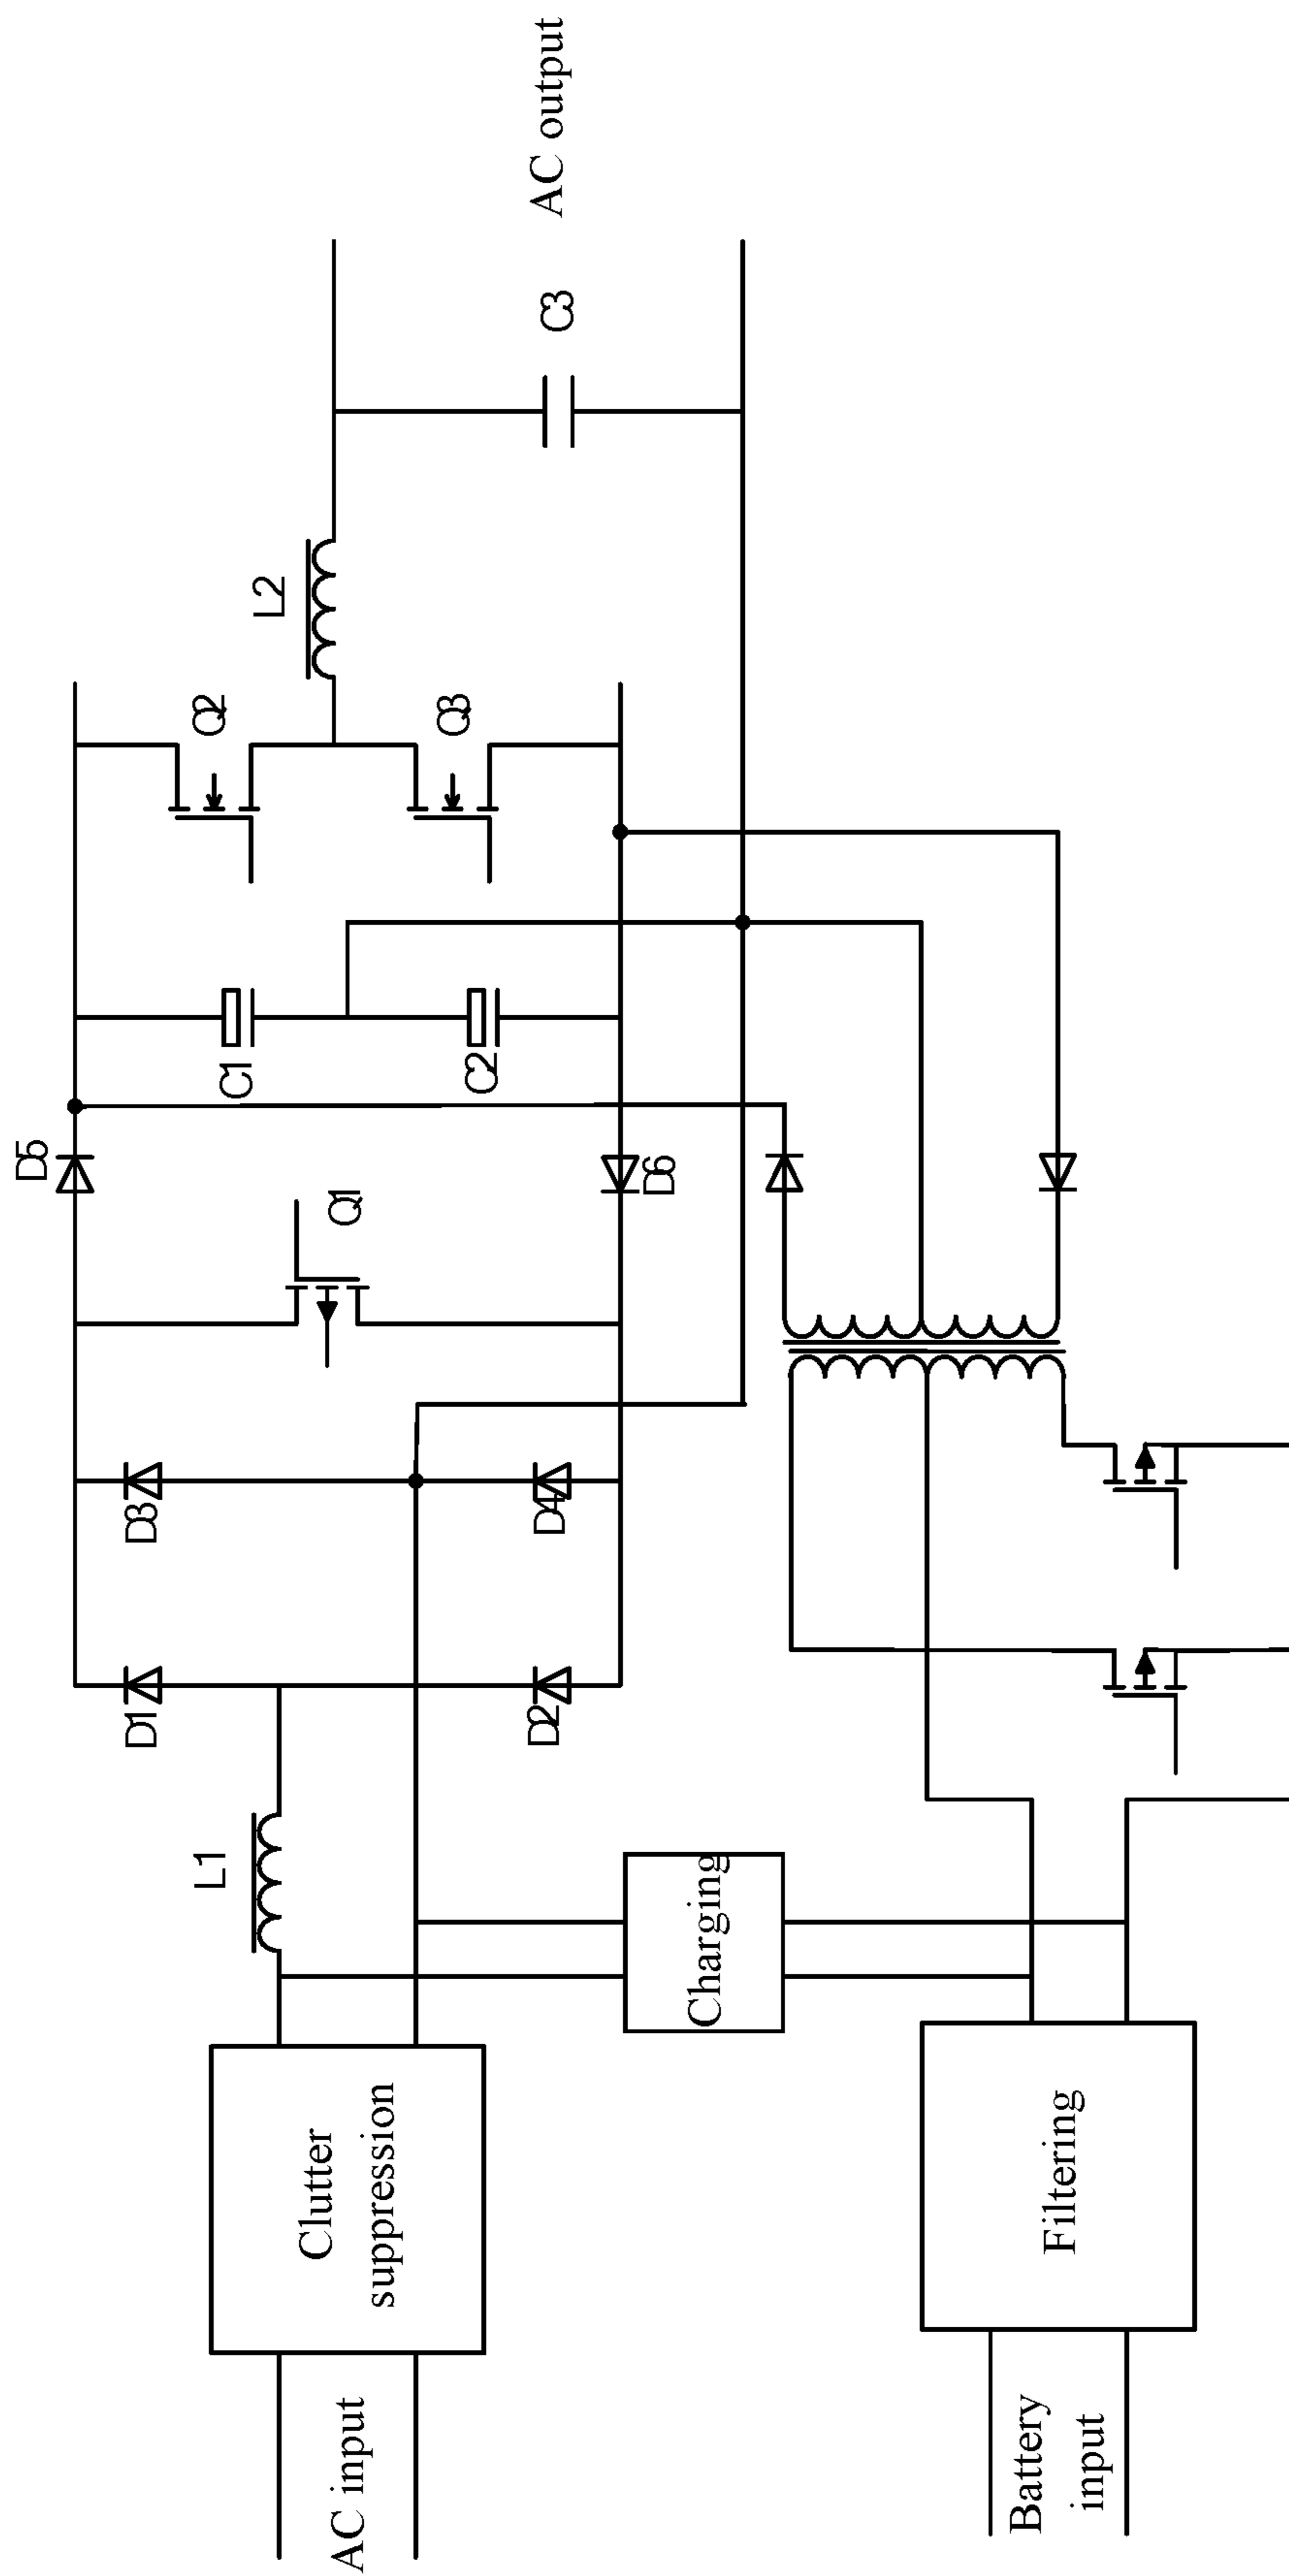 AC input
Clutter
suppression
L1
D1
D2
D3
D4
Q1
D5
D6
C1
C2
Q2
Q3
L2
C3
AC output
Charging
Battery
input
Filtering